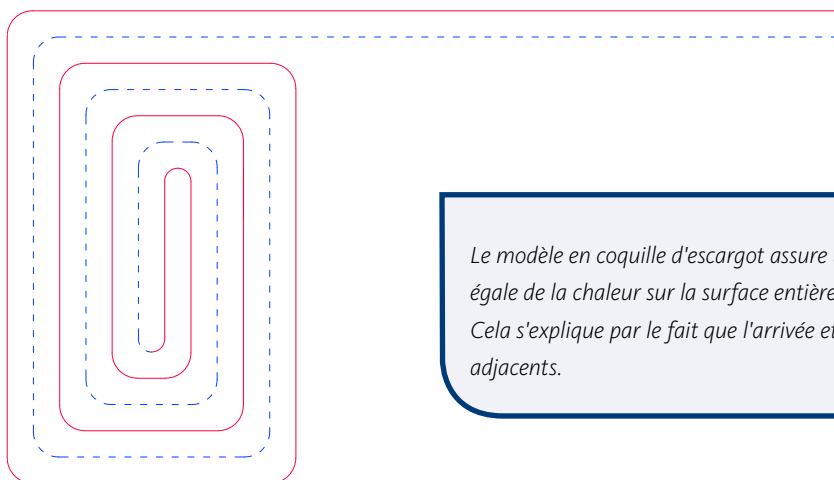 Le modèle en coquille d'escargot assure
égale de la chaleur sur la surface entière
Cela s'explique par le fait que l'arrivée et
adjacents.